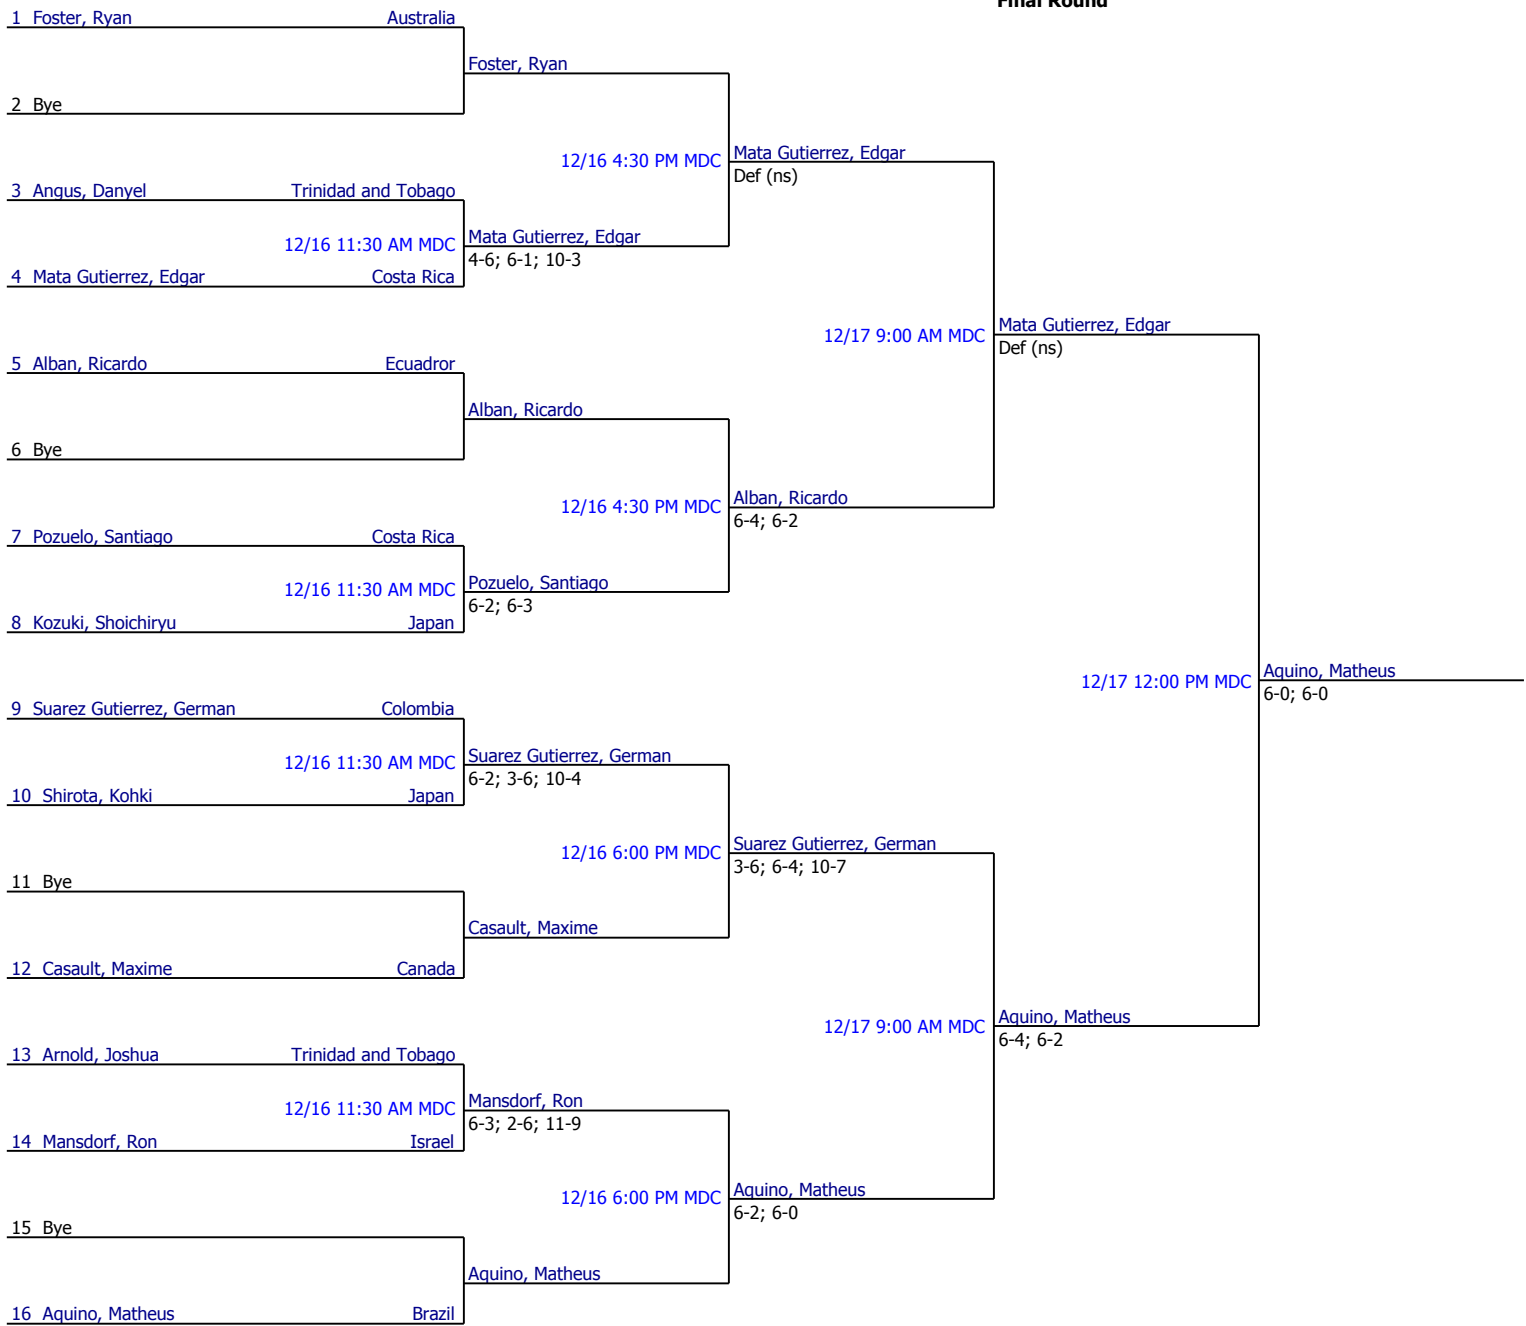 Final Round
1 Foster, Ryan Australia
Foster, Ryan
2 Bye
12/16 4:30 PM MDC Mata Gutierrez, Edgar
Def (ns)
3 Angus, Danyel Trinidad and Tobago
12/16 11:30 AM MDC Mata Gutierrez, Edgar
4-6; 6-1; 10-3
4 Mata Gutierrez, Edgar Costa Rica
12/17 9:00 AM MDC Mata Gutierrez, Edgar
Def (ns)
5 Alban, Ricardo Ecuadror
Alban, Ricardo
6 Bye
12/16 4:30 PM MDC Alban, Ricardo
6-4; 6-2
7 Pozuelo, Santiago Costa Rica
12/16 11:30 AM MDC Pozuelo, Santiago
6-2; 6-3
8 Kozuki, Shoichiryu Japan
12/17 12:00 PM MDC Aquino, Matheus
6-0; 6-0
9 Suarez Gutierrez, German Colombia
12/16 11:30 AM MDC Suarez Gutierrez, German
6-2; 3-6; 10-4
10 Shirota, Kohki Japan
12/16 6:00 PM MDC Suarez Gutierrez, German
3-6; 6-4; 10-7
11 Bye
Casault, Maxime
12 Casault, Maxime Canada
12/17 9:00 AM MDC Aquino, Matheus
6-4; 6-2
13 Arnold, Joshua Trinidad and Tobago
12/16 11:30 AM MDC Mansdorf, Ron
6-3; 2-6; 11-9
14 Mansdorf, Ron Israel
12/16 6:00 PM MDC Aquino, Matheus
6-2; 6-0
15 Bye
Aquino, Matheus
16 Aquino, Matheus Brazil